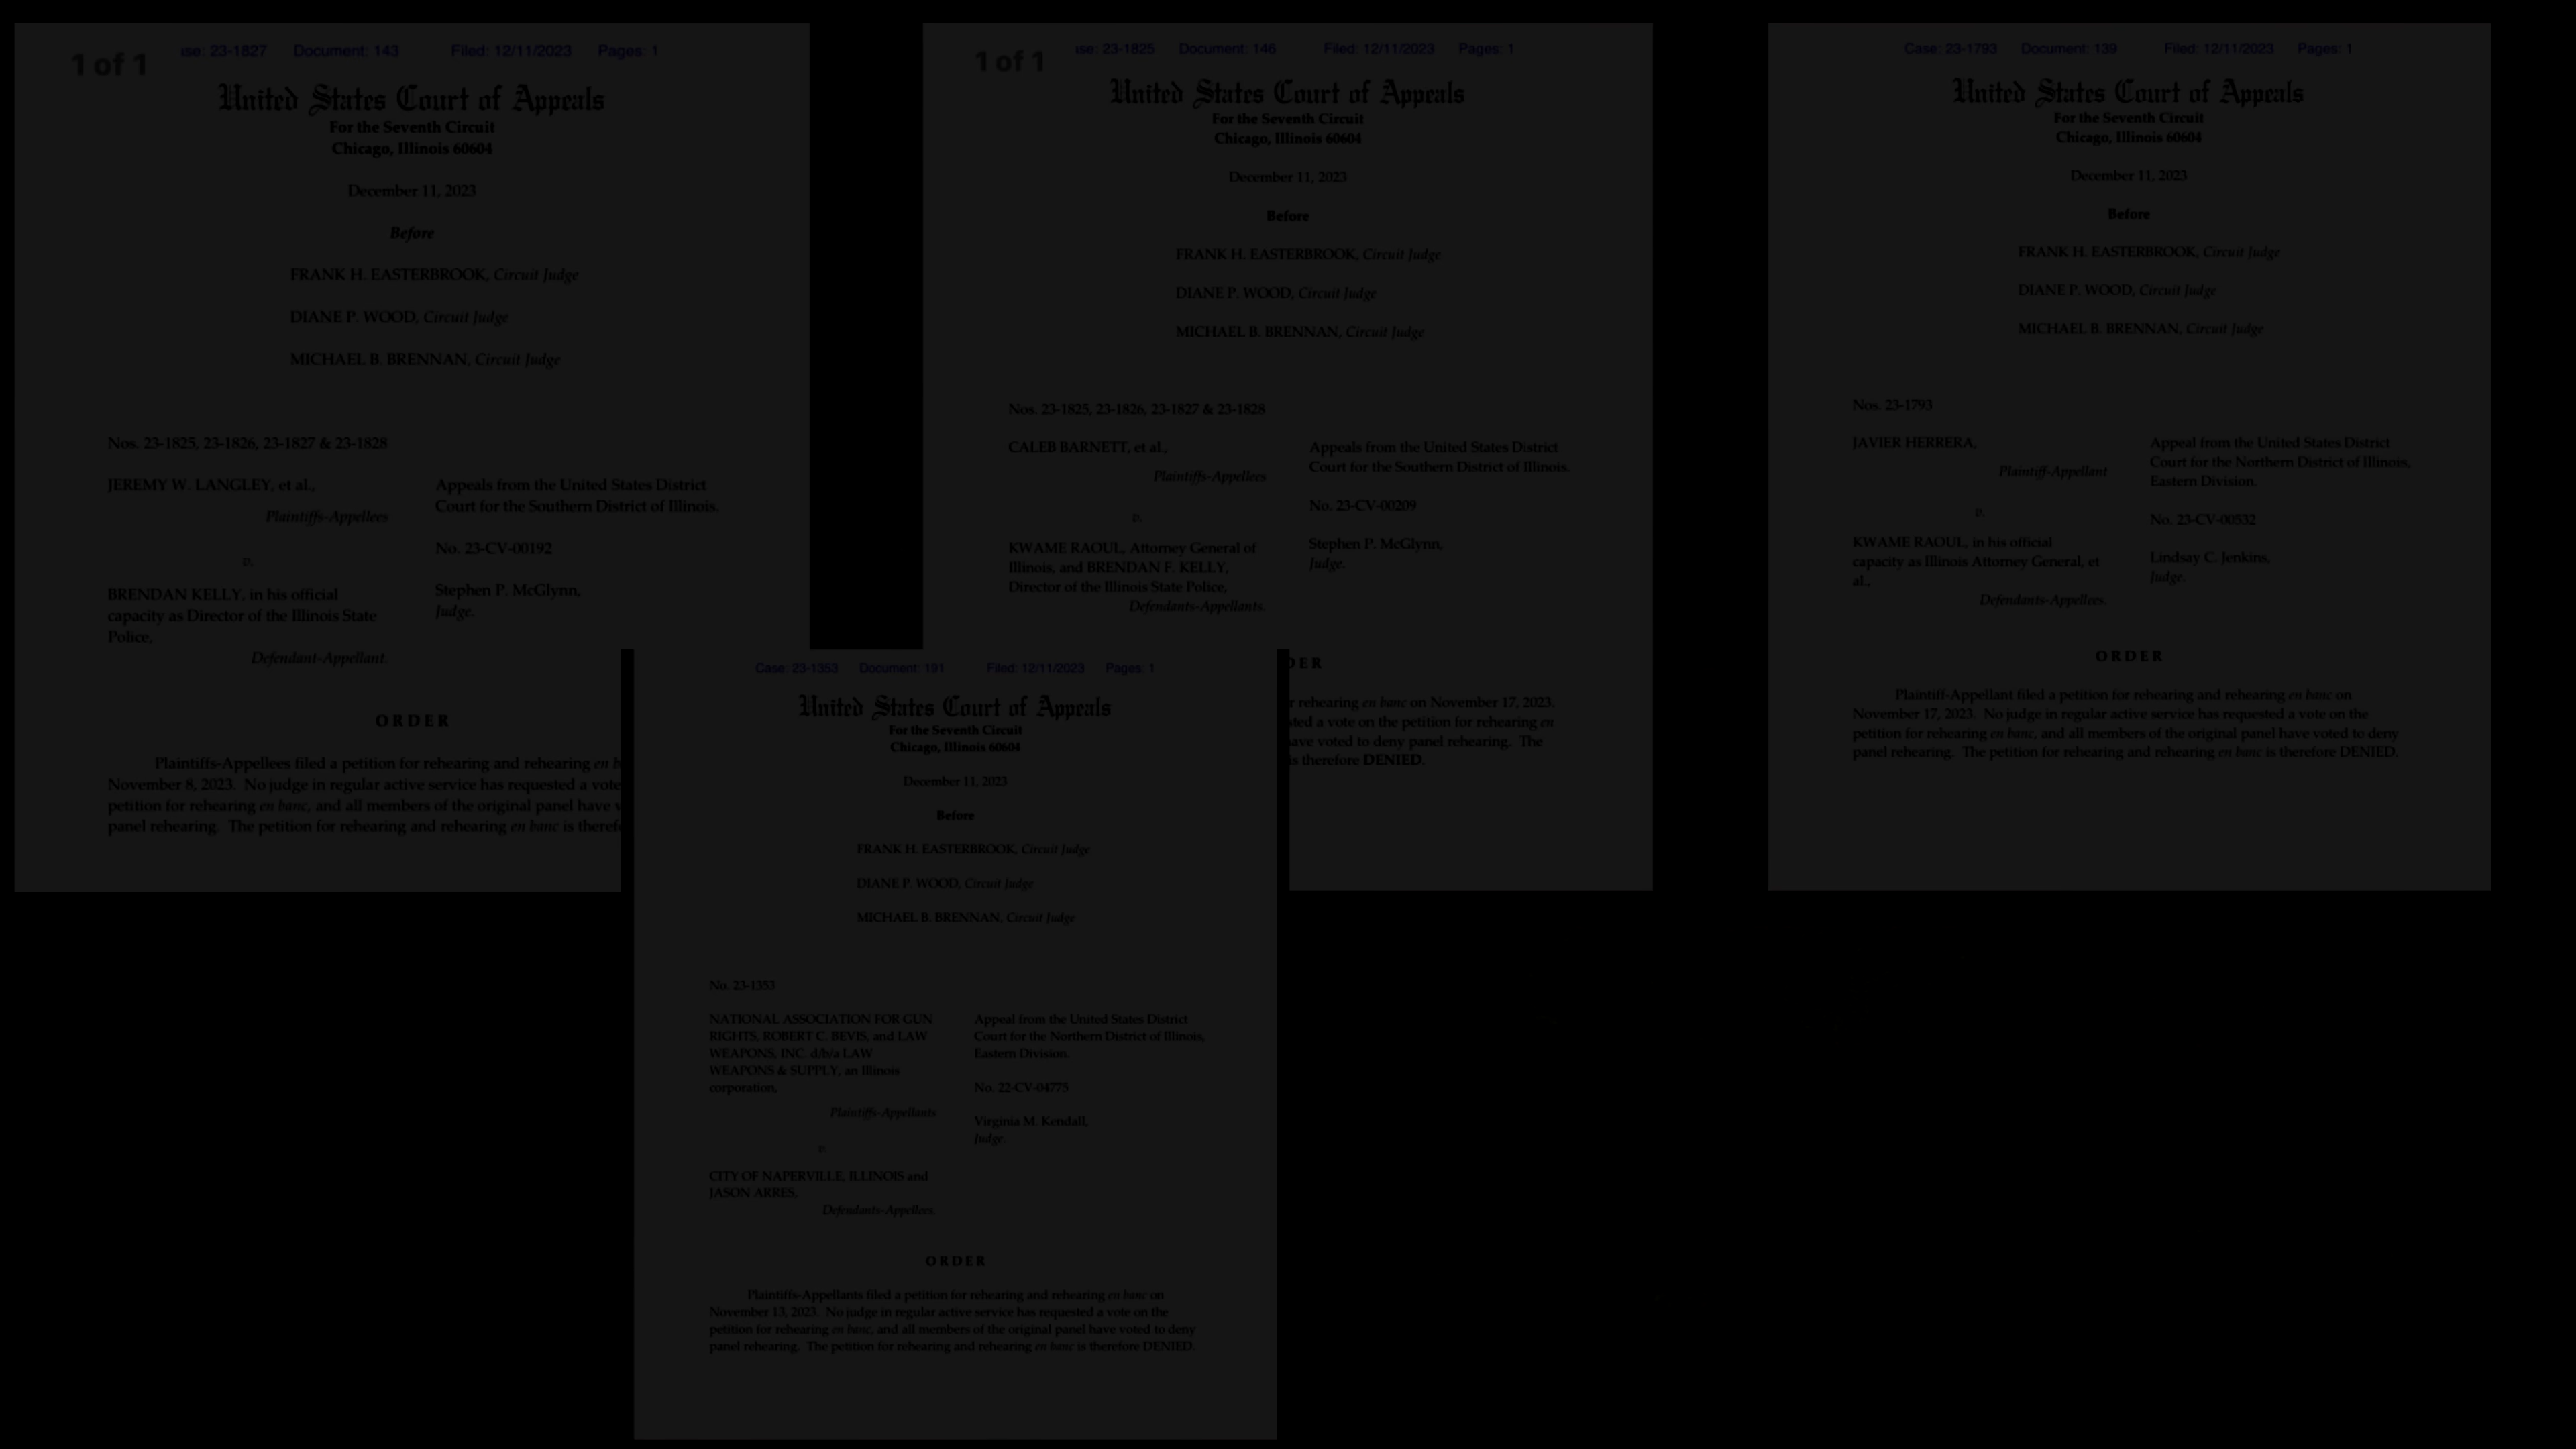 1 of 1
ise: 23-1827 Document: 143 Filed: 12/11/2023 Pages: 1
United States Court of Appeals
For the Seventh Circuit
Chicago, Illinois 60604
December 11, 2023
Before
FRANK H. EASTERBROOK, Circuit Judge
DIANE P. WOOD, Circuit Judge
MICHAEL B. BRENNAN, Circuit Judge
Nos. 23-1825, 23-1826, 23-1827 & 23-1828
JEREMY W. LANGLEY, et al.,
Plaintiffs-Appellees
v.
BRENDAN KELLY, in his official
capacity as Director of the Illinois State
Police,
Defendant-Appellant.
Appeals from the United States District
Court for the Southern District of Illinois.
No. 23-CV-00192
Stephen P. McGlynn,
Judge.
ORDER
Plaintiffs-Appellees filed a petition for rehearing and rehearing en
November 8, 2023. No judge in regular active service has requested a vote
petition for rehearing en banc, and all members of the original panel have
panel rehearing. The petition for rehearing and rehearing en banc is
1 of 1
ise: 23-1825 Document: 146 Filed: 12/11/2023 Pages: 1
United States Court of Appeals
For the Seventh Circuit
Chicago, Illinois 60604
December 11, 2023
Before
FRANK H. EASTERBROOK, Circuit Judge
DIANE P. WOOD, Circuit Judge
MICHAEL B. BRENNAN, Circuit Judge
Nos. 23-1825, 23-1826, 23-1827 & 23-1828
CALEB BARNETT, et al.,
Plaintiffs-Appellees
v.
KWAME RAOUL, Attorney General of
Illinois, and BRENDAN F. KELLY,
Director of the Illinois State Police,
Defendants-Appellants.
Appeals from the United States District
Court for the Southern District of Illinois.
No. 23-CV-00209
Stephen P. McGlynn,
Judge.
DER
r rehearing en banc on November 17, 2023.
sted a vote on the petition for rehearing en
ave voted to deny panel rehearing. The
is therefore DENIED.
Case: 23-1793 Document: 139 Filed: 12/11/2023 Pages: 1
United States Court of Appeals
For the Seventh Circuit
Chicago, Illinois 60604
December 11, 2023
Before
FRANK H. EASTERBROOK, Circuit Judge
DIANE P. WOOD, Circuit Judge
MICHAEL B. BRENNAN, Circuit Judge
Nos. 23-1793
JAVIER HERRERA,
Plaintiff-Appellant
v.
KWAME RAOUL, in his official
capacity as Illinois Attorney General, et
al.,
Defendants-Appellees.
Appeal from the United States District
Court for the Northern District of Illinois,
Eastern Division.
No. 23-CV-00532
Lindsay C. Jenkins,
Judge.
ORDER
Plaintiff-Appellant filed a petition for rehearing and rehearing en banc on
November 17, 2023. No judge in regular active service has requested a vote on the
petition for rehearing en banc, and all members of the original panel have voted to deny
panel rehearing. The petition for rehearing and rehearing en banc is therefore DENIED.
Case: 23-1353 Document: 191 Filed: 12/11/2023 Pages: 1
United States Court of Appeals
For the Seventh Circuit
Chicago, Illinois 60604
December 11, 2023
Before
FRANK H. EASTERBROOK, Circuit Judge
DIANE P. WOOD, Circuit Judge
MICHAEL B. BRENNAN, Circuit Judge
No. 23-1353
NATIONAL ASSOCIATION FOR GUN
RIGHTS, ROBERT C. BEVIS, and LAW
WEAPONS, INC. d/b/a LAW
WEAPONS & SUPPLY, an Illinois
corporation,
Plaintiffs-Appellants
v.
CITY OF NAPERVILLE, ILLINOIS and
JASON ARRES,
Defendants-Appellees.
Appeal from the United States District
Court for the Northern District of Illinois,
Eastern Division.
No. 22-CV-04775
Virginia M. Kendall,
Judge.
ORDER
Plaintiffs-Appellants filed a petition for rehearing and rehearing en banc on
November 13, 2023. No judge in regular active service has requested a vote on the
petition for rehearing en banc, and all members of the original panel have voted to deny
panel rehearing. The petition for rehearing and rehearing en banc is therefore DENIED.